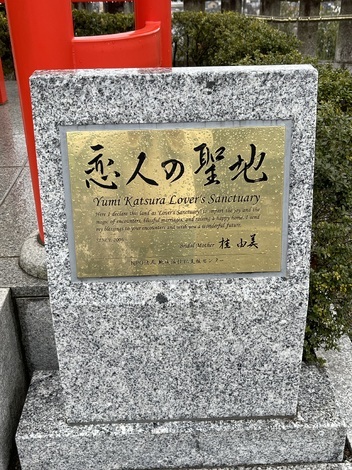 恋人の聖地
Yumi Katsura Lover's Sanctuary
Here I declare this land as "Lover's Sanctuary" to impart the joy and the
magic of encounters, blissful marriages, and raising a happy home. I send
my blessings to your encounters and wish you a wonderful future.
Bridal Mother 桂 由美